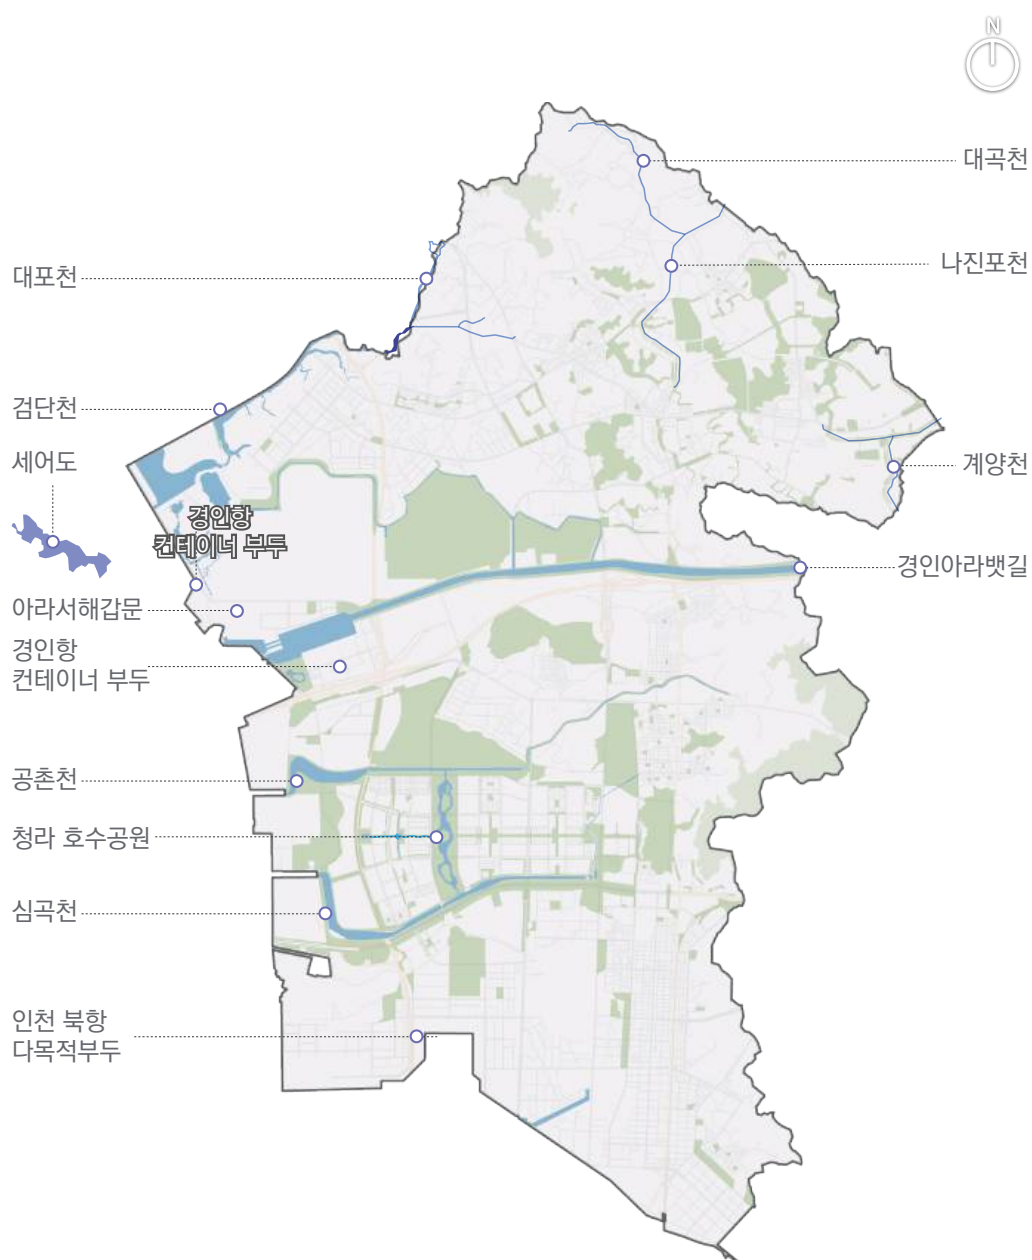 N
대곡천
나진포천
대포천
검단천
세어도
계양천
경인항
컨테이너 부두
경인아라뱃길
아라서해갑문
경인항
컨테이너 부두
공촌천
청라 호수공원
심곡천
인천 북항
다목적부두